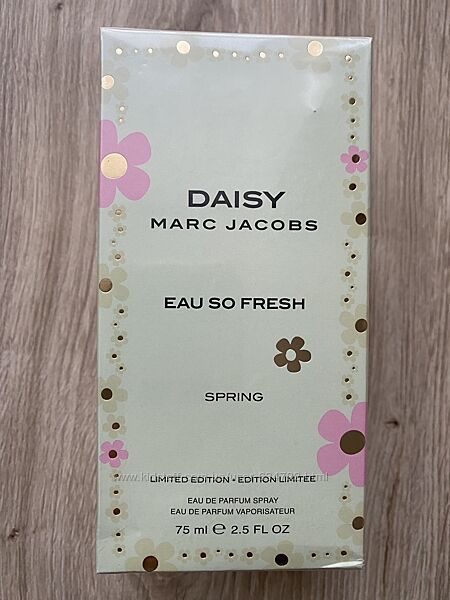 DAISY
MARC JACOBS
EAU SO FRESH
SPRING
LIMITED EDITION • EDITION LIMITEE
EAU DE PARFUM SPRAY
EAU DE PARFUM VAPORISATEUR
75 ml ℮ 2.5 FL OZ